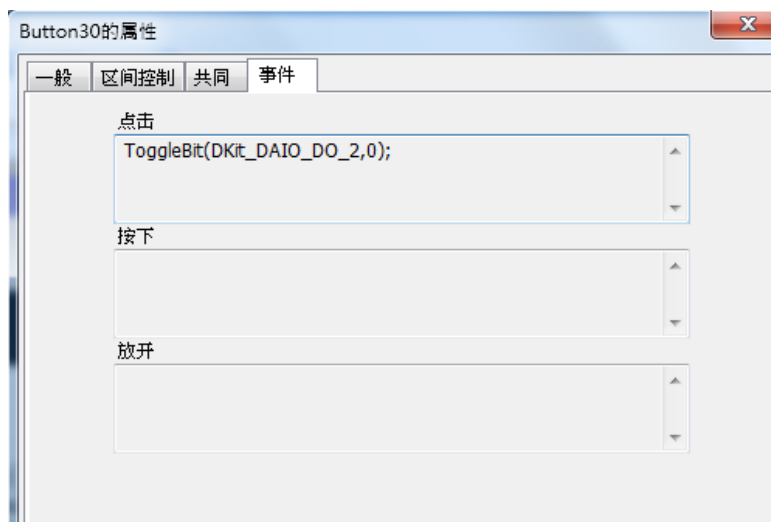 Button30的属性
一般 区间控制 共同 事件
点击
ToggleBit(DKit_DAIO_DO_2,0);
按下
放开